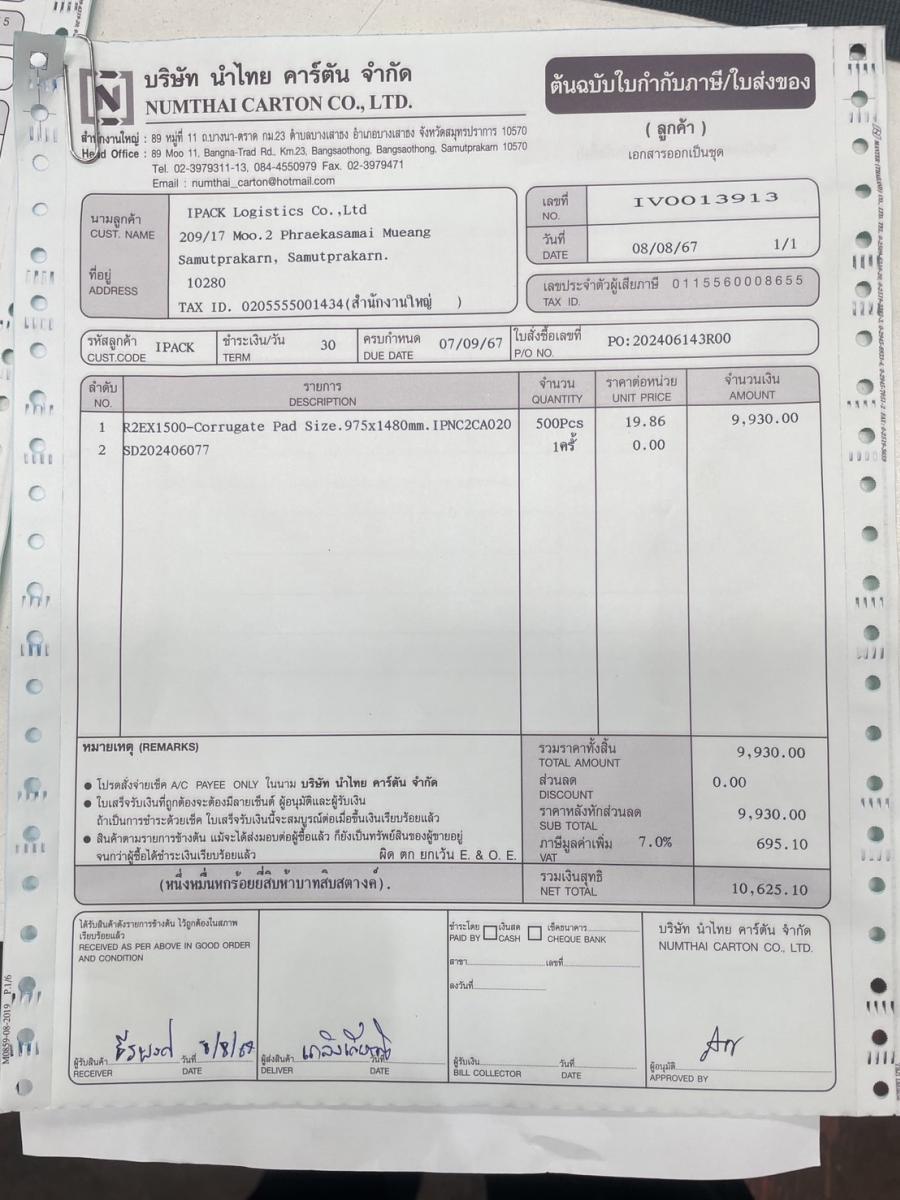 บริษัท นำไทย คาร์ตัน จำกัด
NUMTHAI CARTON CO., LTD.
สำนักงานใหญ่ : 89 หมู่ที่ 11 ถ.บางนา-ตราด กม.23 ตำบลบางเสาธง อำเภอบางเสาธง จังหวัดสมุทรปราการ 10570
Head Office : 89 Moo 11, Bangna-Trad Rd., Km.23, Bangsaothong, Bangsaothong, Samutprakarn 10570
Tel. 02-3979311-13, 084-4550979 Fax. 02-3979471
Email : numthai_carton@hotmail.com
ต้นฉบับใบกำกับภาษี/ใบส่งของ
( ลูกค้า )
เอกสารออกเป็นชุด
นามลูกค้า IPACK Logistics Co.,Ltd
CUST. NAME 209/17 Moo.2 Phraekasamai Mueang
Samutprakarn, Samutprakarn.
ที่อยู่ 10280
ADDRESS
TAX ID. 0205555001434(สำนักงานใหญ่ )
เลขที่ IV0013913
NO.
วันที่ 08/08/67 1/1
DATE
เลขประจำตัวผู้เสียภาษี 0115560008655
TAX ID.
รหัสลูกค้า IPACK
CUST.CODE
ชำระเงิน/วัน 30
TERM
ครบกำหนด 07/09/67
DUE DATE
ใบสั่งซื้อเลขที่ PO:202406143R00
P/O NO.
ลำดับ รายการ จำนวน ราคาต่อหน่วย จำนวนเงิน
NO. DESCRIPTION QUANTITY UNIT PRICE AMOUNT
1 R2EX1500-Corrugate Pad Size.975x1480mm.IPNC2CA020 500Pcs 19.86 9,930.00
2 SD202406077 1ครั้ 0.00
หมายเหตุ (REMARKS)
● โปรดสั่งจ่ายเช็ค A/C PAYEE ONLY ในนาม บริษัท นำไทย คาร์ตัน จำกัด
● ใบเสร็จรับเงินที่ถูกต้องจะต้องมีลายเซ็นต์ ผู้อนุมัติและผู้รับเงิน
ถ้าเป็นการชำระด้วยเช็ค ใบเสร็จรับเงินนี้จะสมบูรณ์ต่อเมื่อขึ้นเงินเรียบร้อยแล้ว
● สินค้าตามรายการข้างต้น แม้จะได้ส่งมอบต่อผู้ซื้อแล้ว ก็ยังเป็นทรัพย์สินของผู้ขายอยู่
จนกว่าผู้ซื้อได้ชำระเงินเรียบร้อยแล้ว ผิด ตก ยกเว้น E. & O. E.
รวมราคาทั้งสิ้น 9,930.00
TOTAL AMOUNT
ส่วนลด 0.00
DISCOUNT
ราคาหลังหักส่วนลด 9,930.00
SUB TOTAL
ภาษีมูลค่าเพิ่ม 7.0% 695.10
VAT
(หนึ่งหมื่นหกร้อยยี่สิบห้าบาทสิบสตางค์).
รวมเงินสุทธิ 10,625.10
NET TOTAL
ได้รับสินค้าดังรายการข้างต้น ไว้ถูกต้องในสภาพ
เรียบร้อยแล้ว
RECEIVED AS PER ABOVE IN GOOD ORDER
AND CONDITION
ผู้รับสินค้า ธีรพงศ์ วันที่ 8/8/67
RECEIVER DATE
ผู้ส่งสินค้า วันที่
DELIVER DATE
ชำระโดย เงินสด เช็คธนาคาร
PAID BY CASH CHEQUE BANK
สาขา เลขที่
ลงวันที่
ผู้รับเงิน วันที่
BILL COLLECTOR DATE
บริษัท นำไทย คาร์ตัน จำกัด
NUMTHAI CARTON CO., LTD.
ผู้อนุมัติ
APPROVED BY
M0859-08-2019 P.1/6